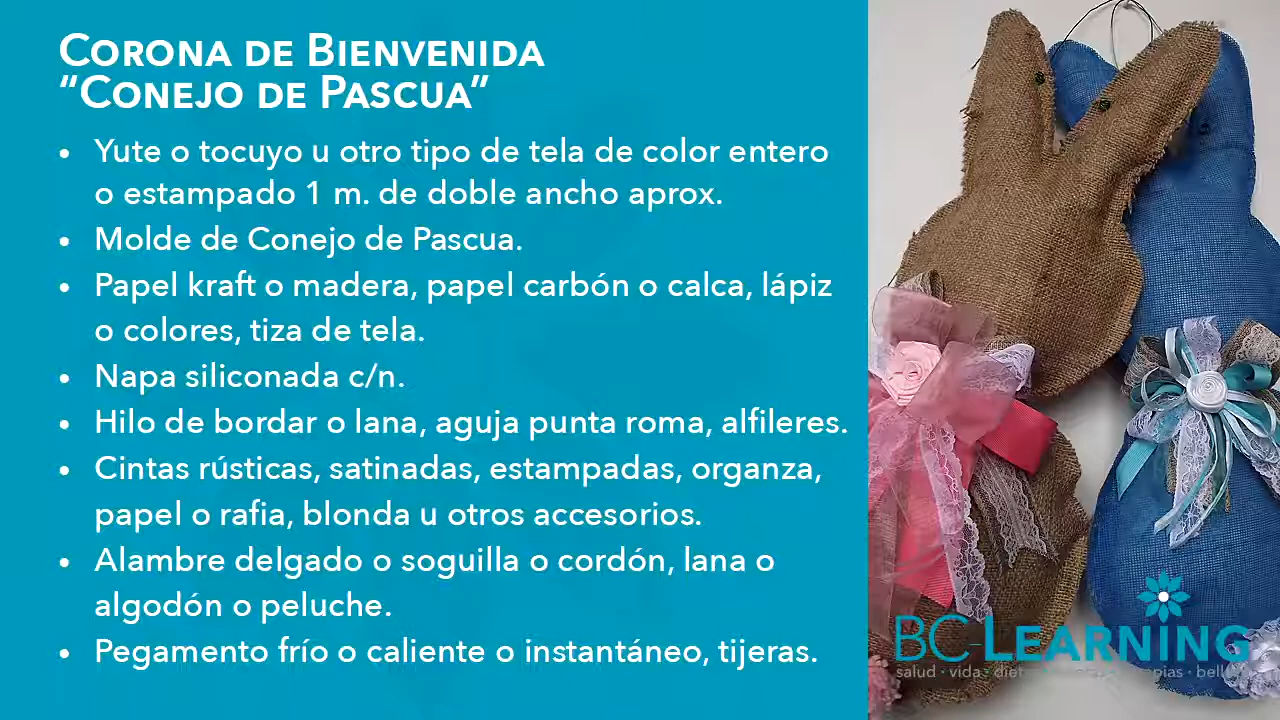 Corona de Bienvenida
“Conejo de Pascua”
• Yute o tocuyo u otro tipo de tela de color entero
o estampado 1 m. de doble ancho aprox.
• Molde de Conejo de Pascua.
• Papel kraft o madera, papel carbón o calca, lápiz
o colores, tiza de tela.
• Napa siliconada c/n.
• Hilo de bordar o lana, aguja punta roma, alfileres.
• Cintas rústicas, satinadas, estampadas, organza,
papel o rafia, blonda u otros accesorios.
• Alambre delgado o soguilla o cordón, lana o
algodón o peluche.
• Pegamento frío o caliente o instantáneo, tijeras.
BC-Learning
salud · vida ·